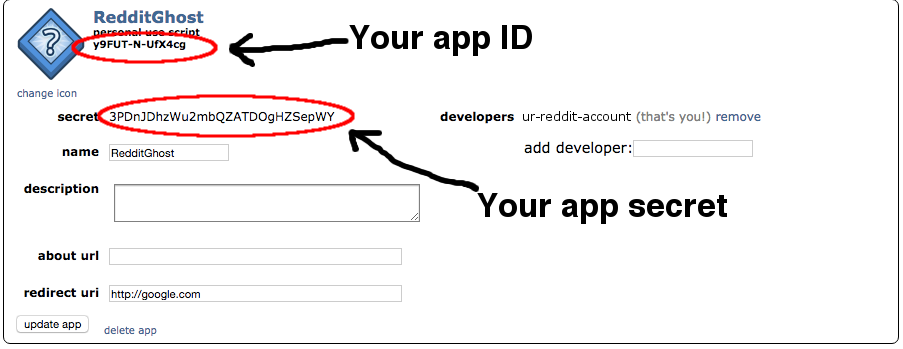 RedditGhost
personal use script
y9FUT-N-UfX4cg
Your app ID
change icon
secret 3PDnJDhzWu2mbQZATDOgHZSepWY
developers ur-reddit-account (that's you!) remove
name RedditGhost
add developer:
description
Your app secret
about url
redirect uri http://google.com
update app delete app